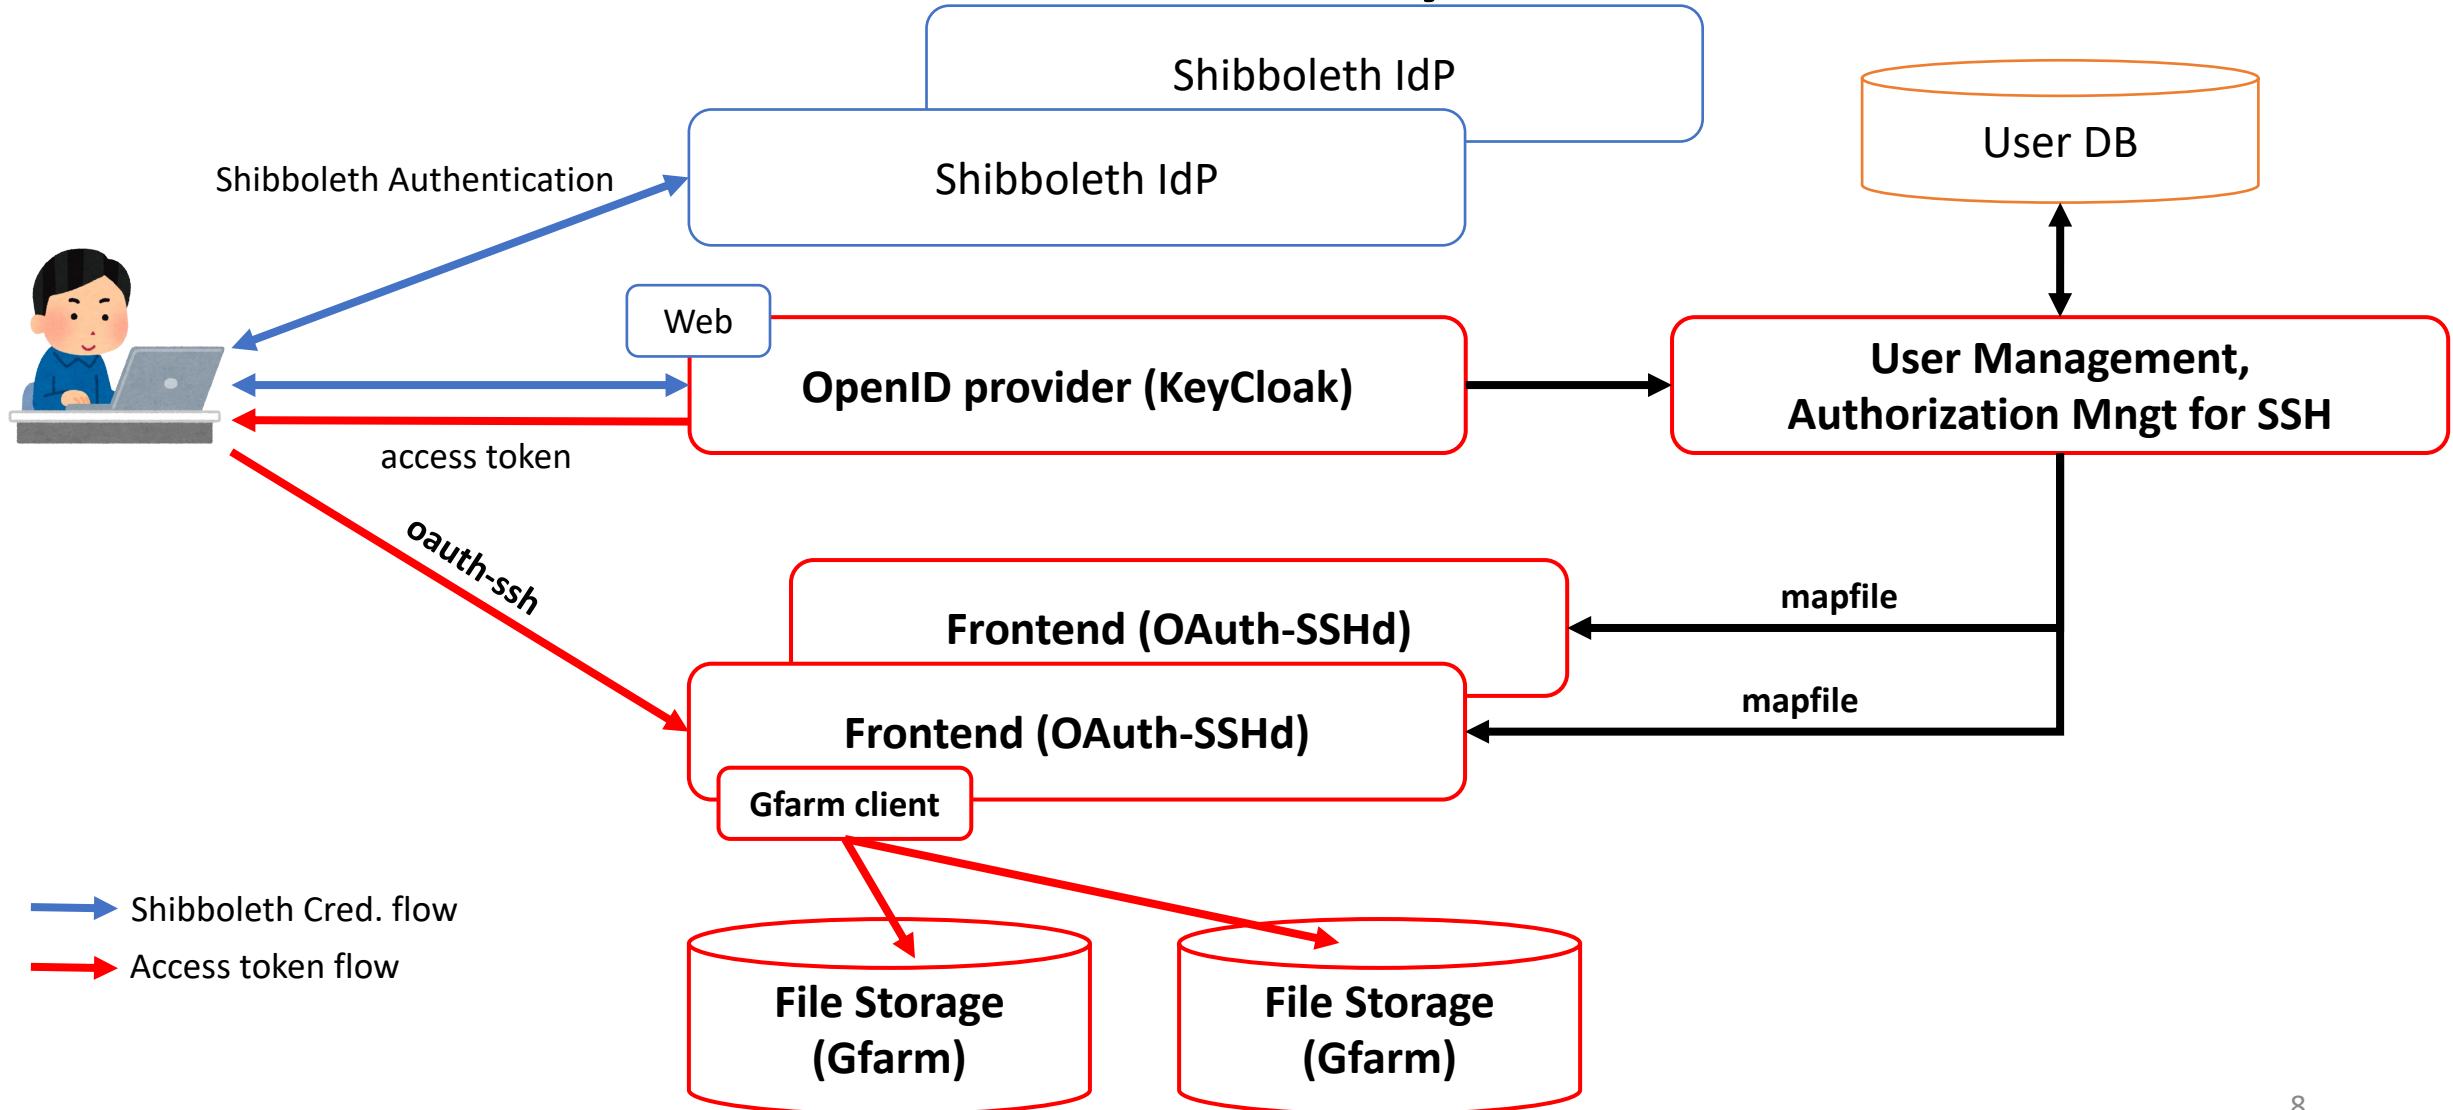 Shibboleth IdP
User DB
Shibboleth IdP
Shibboleth Authentication
Web
OpenID provider (KeyCloak)
User Management,
Authorization Mngt for SSH
access token
oauth-ssh
mapfile
Frontend (OAuth-SSHd)
mapfile
Frontend (OAuth-SSHd)
Gfarm client
Shibboleth Cred. flow
Access token flow
File Storage
(Gfarm)
File Storage
(Gfarm)
8